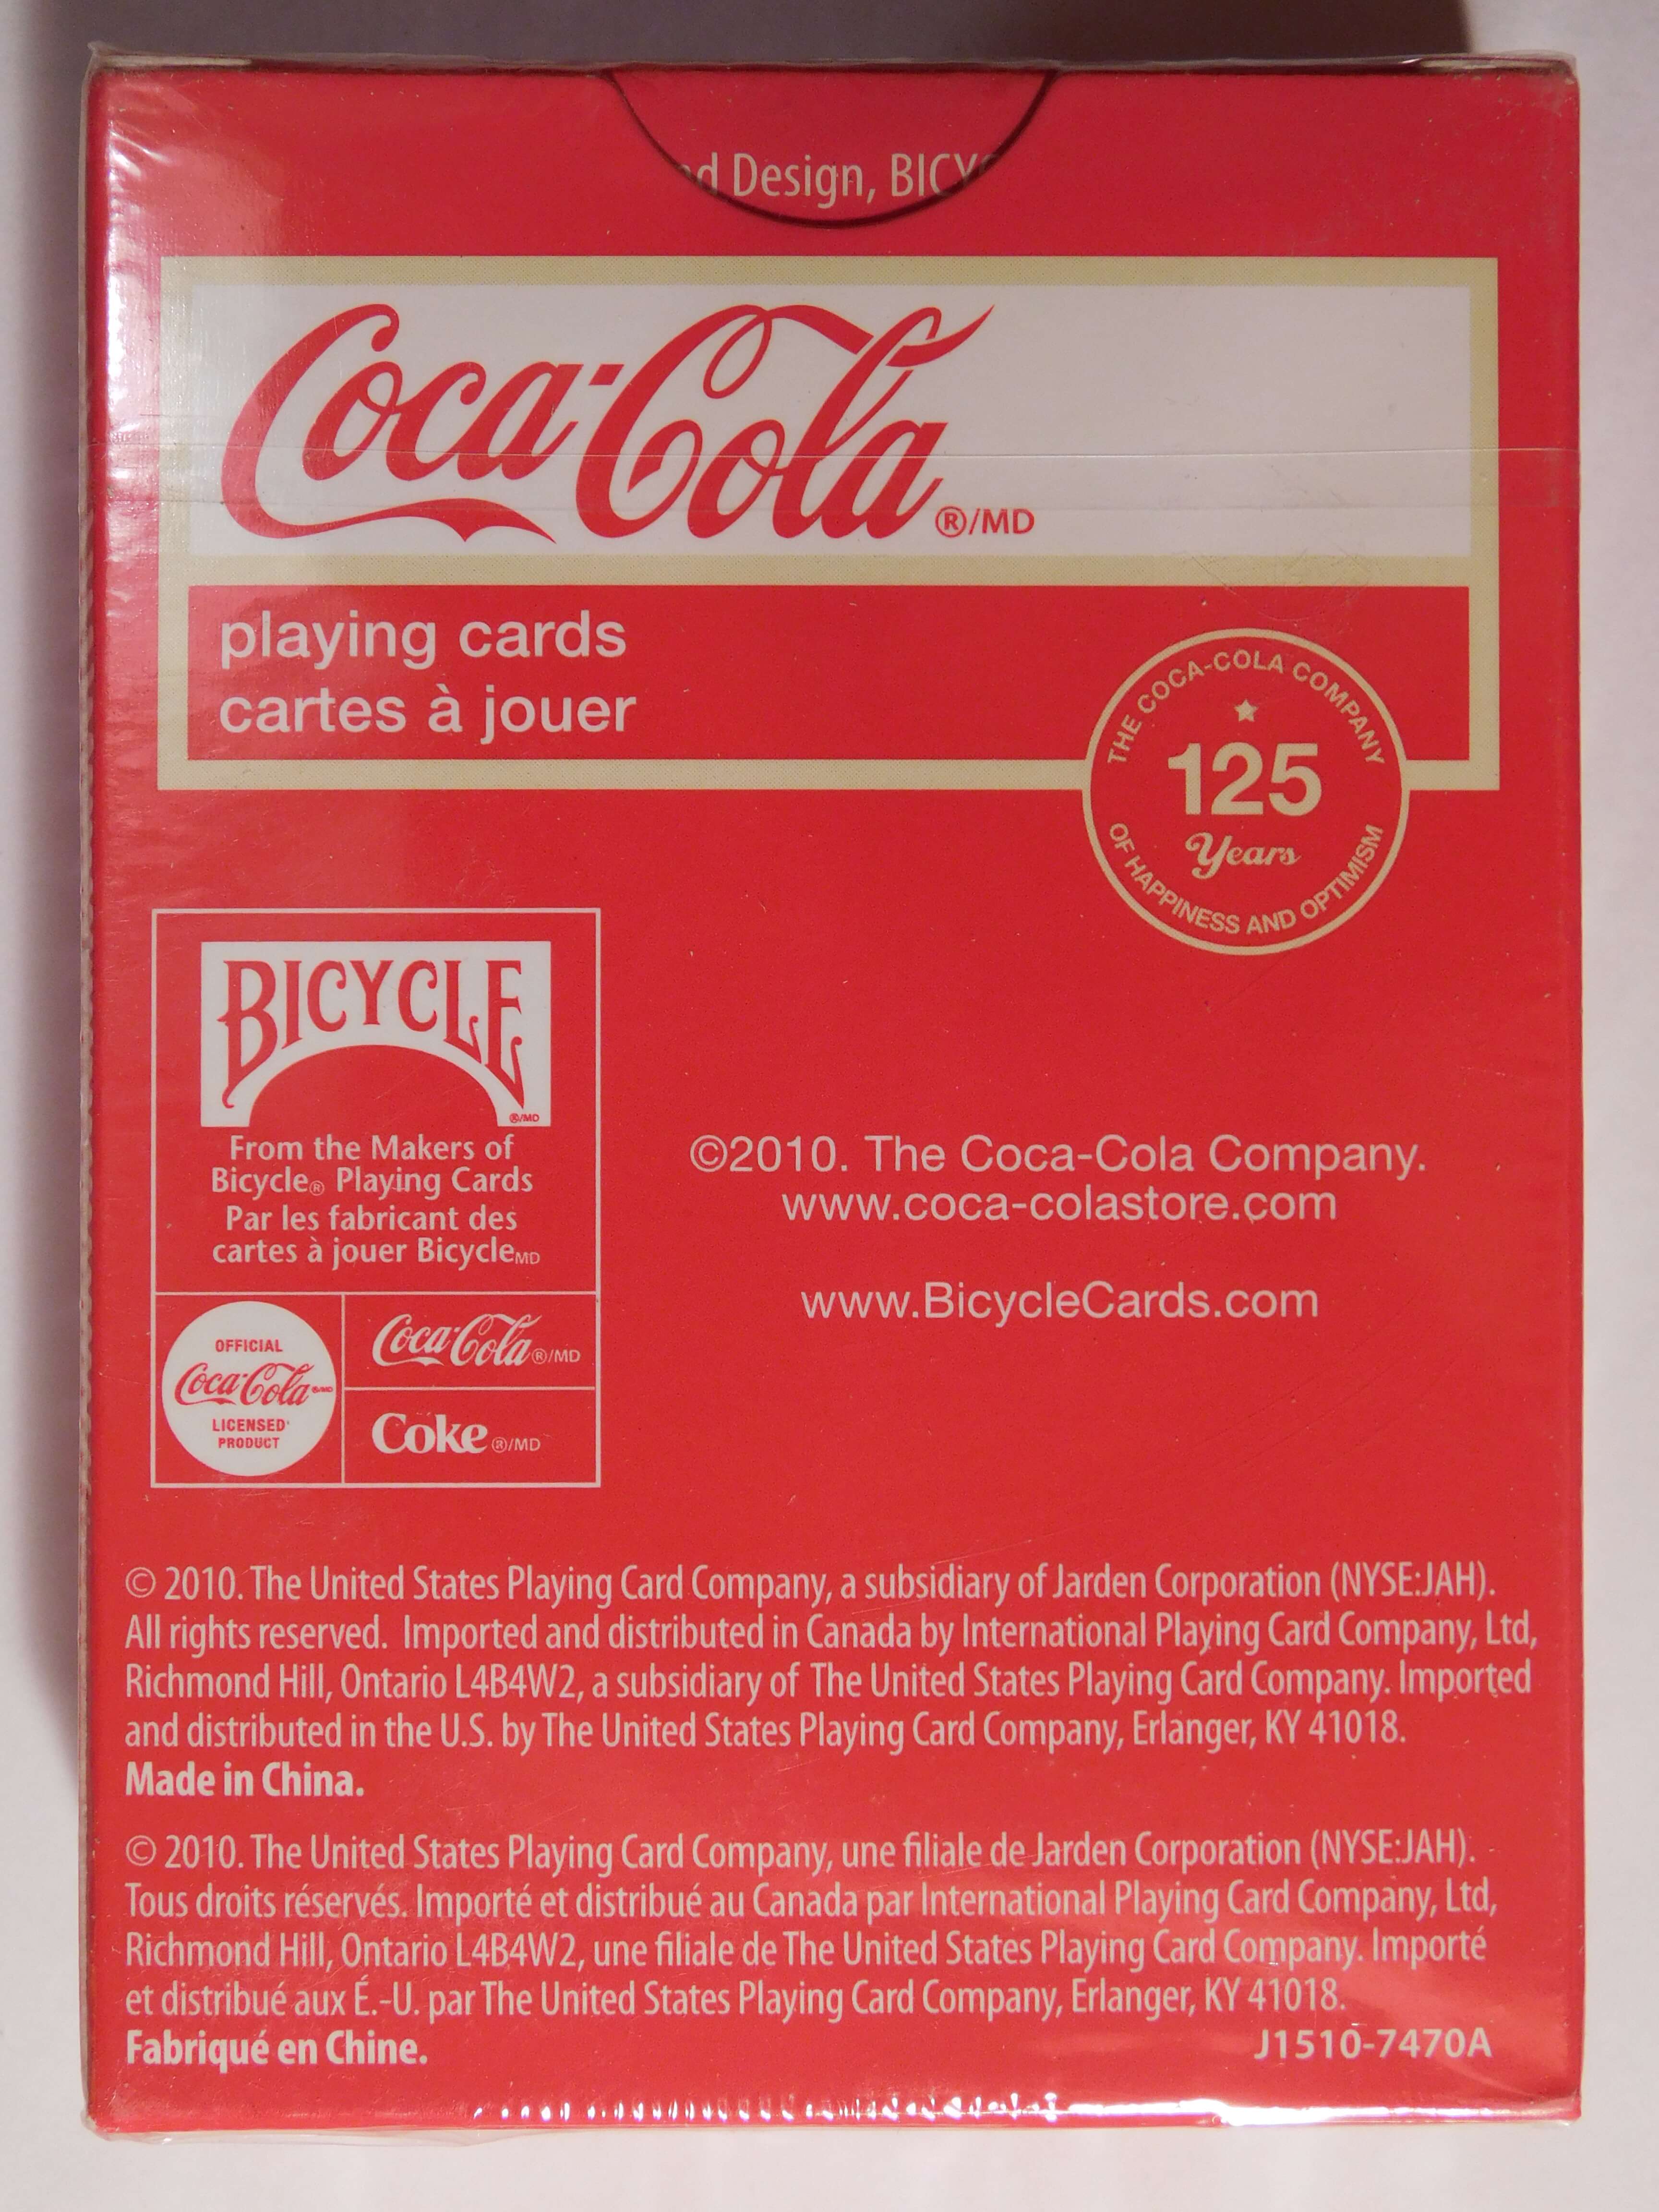 d Design, BICY
Coca-Cola ®/MD
playing cards
cartes à jouer
THE COCA-COLA COMPANY
125
Years
OF HAPPINESS AND OPTIMISM
BICYCLE
®/MD
From the Makers of
Bicycle® Playing Cards
Par les fabricant des
cartes à jouer BicycleMD
OFFICIAL
Coca-Cola ®/MD
LICENSED
PRODUCT
Coca-Cola ®/MD
Coke ®/MD
©2010. The Coca-Cola Company.
www.coca-colastore.com
www.BicycleCards.com
© 2010. The United States Playing Card Company, a subsidiary of Jarden Corporation (NYSE:JAH).
All rights reserved. Imported and distributed in Canada by International Playing Card Company, Ltd,
Richmond Hill, Ontario L4B4W2, a subsidiary of The United States Playing Card Company. Imported
and distributed in the U.S. by The United States Playing Card Company, Erlanger, KY 41018.
Made in China.
© 2010. The United States Playing Card Company, une filiale de Jarden Corporation (NYSE:JAH).
Tous droits réservés. Importé et distribué au Canada par International Playing Card Company, Ltd,
Richmond Hill, Ontario L4B4W2, une filiale de The United States Playing Card Company. Importé
et distribué aux É.-U. par The United States Playing Card Company, Erlanger, KY 41018.
Fabriqué en Chine.
J1510-7470A